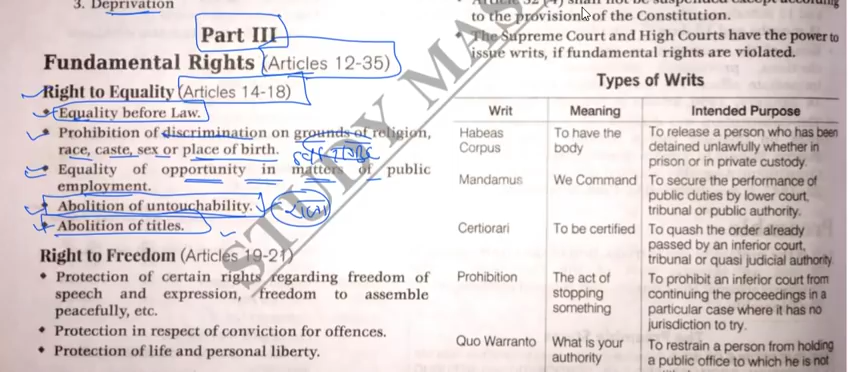 3. Deprivation
Part III
Fundamental Rights (Articles 12-35)
Right to Equality (Articles 14-18)
• Equality before Law.
• Prohibition of discrimination on grounds of religion,
race, caste, sex or place of birth.
• Equality of opportunity in matters of public
employment.
• Abolition of untouchability.
• Abolition of titles.
Right to Freedom (Articles 19-21)
• Protection of certain rights regarding freedom of
speech and expression, freedom to assemble
peacefully, etc.
• Protection in respect of conviction for offences.
• Protection of life and personal liberty.
to the provision of the Constitution.
• The Supreme Court and High Courts have the power to
issue writs, if fundamental rights are violated.
Types of Writs
Writ Meaning Intended Purpose
Habeas To have the To release a person who has been
Corpus body detained unlawfully whether in
prison or in private custody.
Mandamus We Command To secure the performance of
public duties by lower court,
tribunal or public authority.
Certiorari To be certified To quash the order already
passed by an inferior court,
tribunal or quasi judicial authority
Prohibition The act of To prohibit an inferior court from
stopping continuing the proceedings in a
something particular case where it has no
jurisdiction to try.
Quo Warranto What is your To restrain a person from holding
authority a public office to which he is not
STUDY MAS